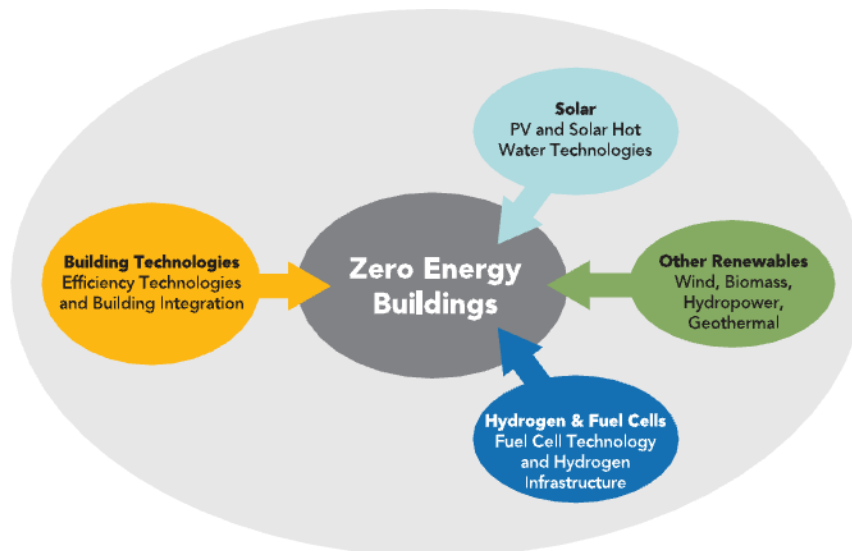 Solar
PV and Solar Hot
Water Technologies
Building Technologies
Efficiency Technologies
and Building Integration
Zero Energy
Buildings
Other Renewables
Wind, Biomass,
Hydropower,
Geothermal
Hydrogen & Fuel Cells
Fuel Cell Technology
and Hydrogen
Infrastructure